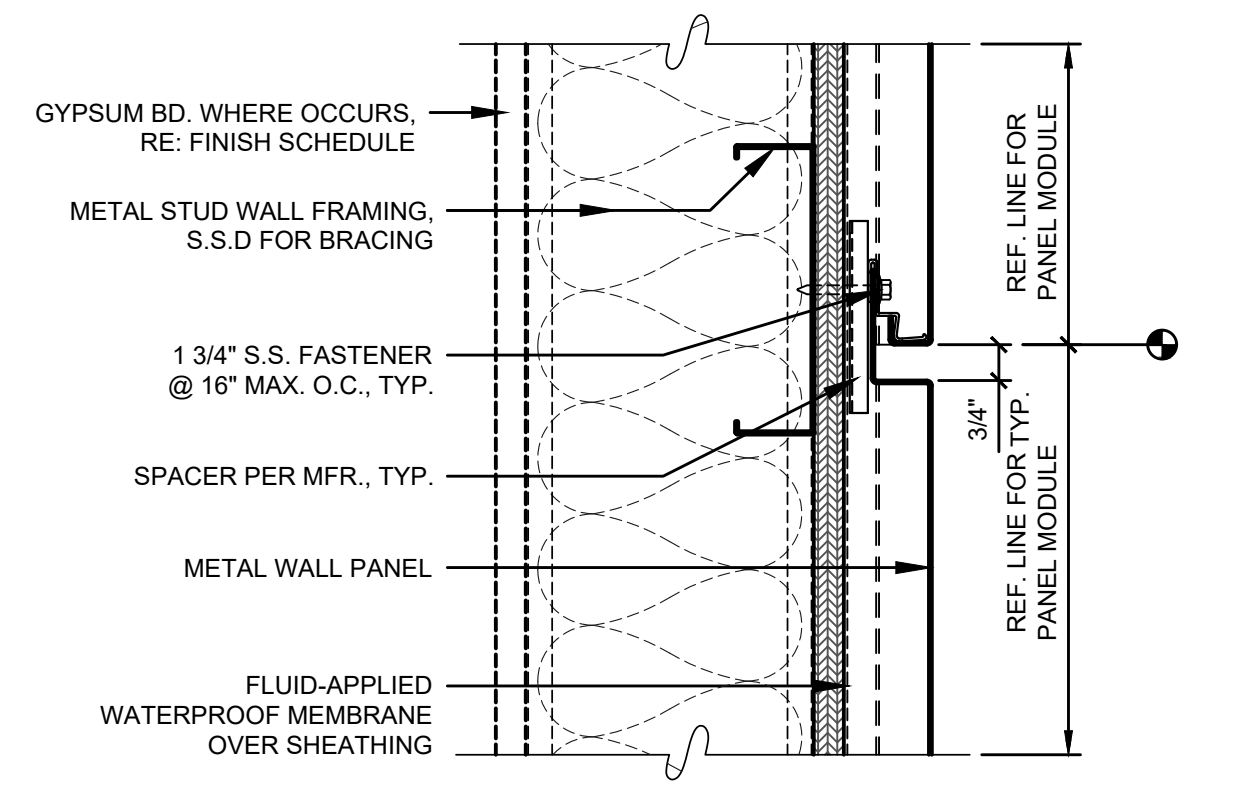 GYPSUM BD. WHERE OCCURS,
RE: FINISH SCHEDULE
METAL STUD WALL FRAMING,
S.S.D FOR BRACING
1 3/4" S.S. FASTENER
@ 16" MAX. O.C., TYP.
SPACER PER MFR., TYP.
METAL WALL PANEL
FLUID-APPLIED
WATERPROOF MEMBRANE
OVER SHEATHING
REF. LINE FOR
PANEL MODULE
3/4"
TYP.
REF. LINE FOR
PANEL MODULE